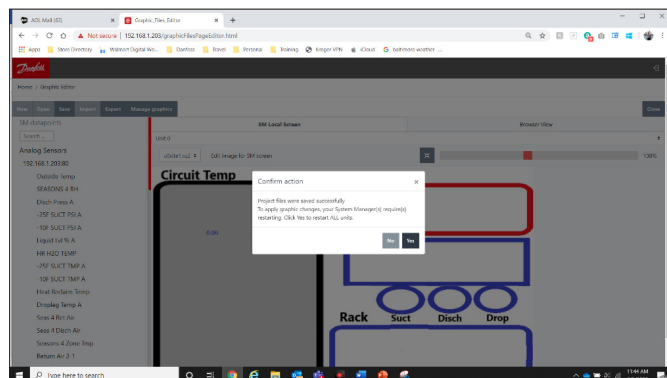 AOL Mail (63)
Graphic_Files_Editor
Not secure | 192.168.1.203/graphicFilesPageEditor.html
Apps
Store Directory
Walmart Digital Wo...
Danfoss
Travel
Personal
Training
Kroger VPN
iCloud
baltimore weather ...
Danfoss
Home / Graphic Editor
New
Open
Save
Import
Export
Manage graphics
Close
SM datapoints
SM Local Screen
Browser View
Search ...
Unit 0
Analog Sensors
Edit image for SM screen
130%
192.168.1.203:80
Circuit Temp
Outside Temp
SEASONS 4 RH
Disch Press A
-25F SUCT PSI A
-10F SUCT PSI A
Liquid Lvl % A
HR H2O TEMP
-25F SUCT TMP A
-10F SUCT TMP A
Heat Reclaim Temp
Dropleg Temp A
Seas 4 Ret Air
Seas 4 Disch Air
Seasons 4 Zone Tmp
Return Air 2-1
0.00
Confirm action
Project files were saved successfully
To apply graphic changes, your System Manager(s) require(s)
restarting. Click Yes to restart ALL units.
No
Yes
Rack
Suct
Disch
Drop
Type here to search
11:44 AM